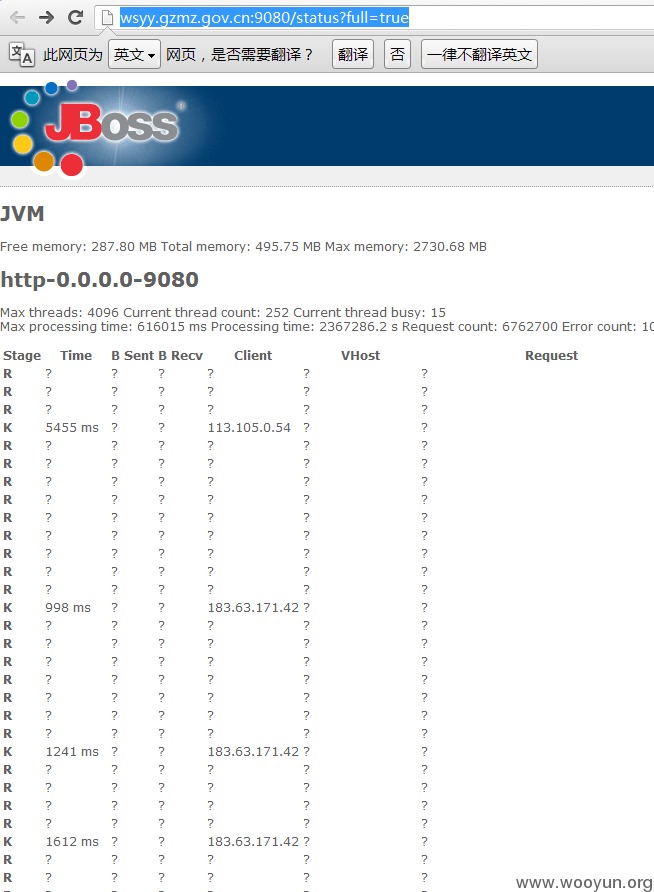 wsyy.gzmz.gov.cn:9080/status?full=true
此网页为 英文 网页，是否需要翻译？ 翻译 否 一律不翻译英文
JBoss®
JVM
Free memory: 287.80 MB Total memory: 495.75 MB Max memory: 2730.68 MB
http-0.0.0.0-9080
Max threads: 4096 Current thread count: 252 Current thread busy: 15
Max processing time: 616015 ms Processing time: 2367286.2 s Request count: 6762700 Error count: 10
Stage Time B Sent B Recv Client VHost Request
R ? ? ? ? ? ?
R ? ? ? ? ? ?
R ? ? ? ? ? ?
K 5455 ms ? ? 113.105.0.54 ? ?
R ? ? ? ? ? ?
R ? ? ? ? ? ?
R ? ? ? ? ? ?
R ? ? ? ? ? ?
R ? ? ? ? ? ?
R ? ? ? ? ? ?
R ? ? ? ? ? ?
R ? ? ? ? ? ?
R ? ? ? ? ? ?
K 998 ms ? ? 183.63.171.42 ? ?
R ? ? ? ? ? ?
R ? ? ? ? ? ?
R ? ? ? ? ? ?
R ? ? ? ? ? ?
R ? ? ? ? ? ?
R ? ? ? ? ? ?
R ? ? ? ? ? ?
K 1241 ms ? ? 183.63.171.42 ? ?
R ? ? ? ? ? ?
R ? ? ? ? ? ?
R ? ? ? ? ? ?
R ? ? ? ? ? ?
K 1612 ms ? ? 183.63.171.42 ? ?
R ? ? ? ? ? ?
R ? ? ? ? ? ?
www.wooyun.org